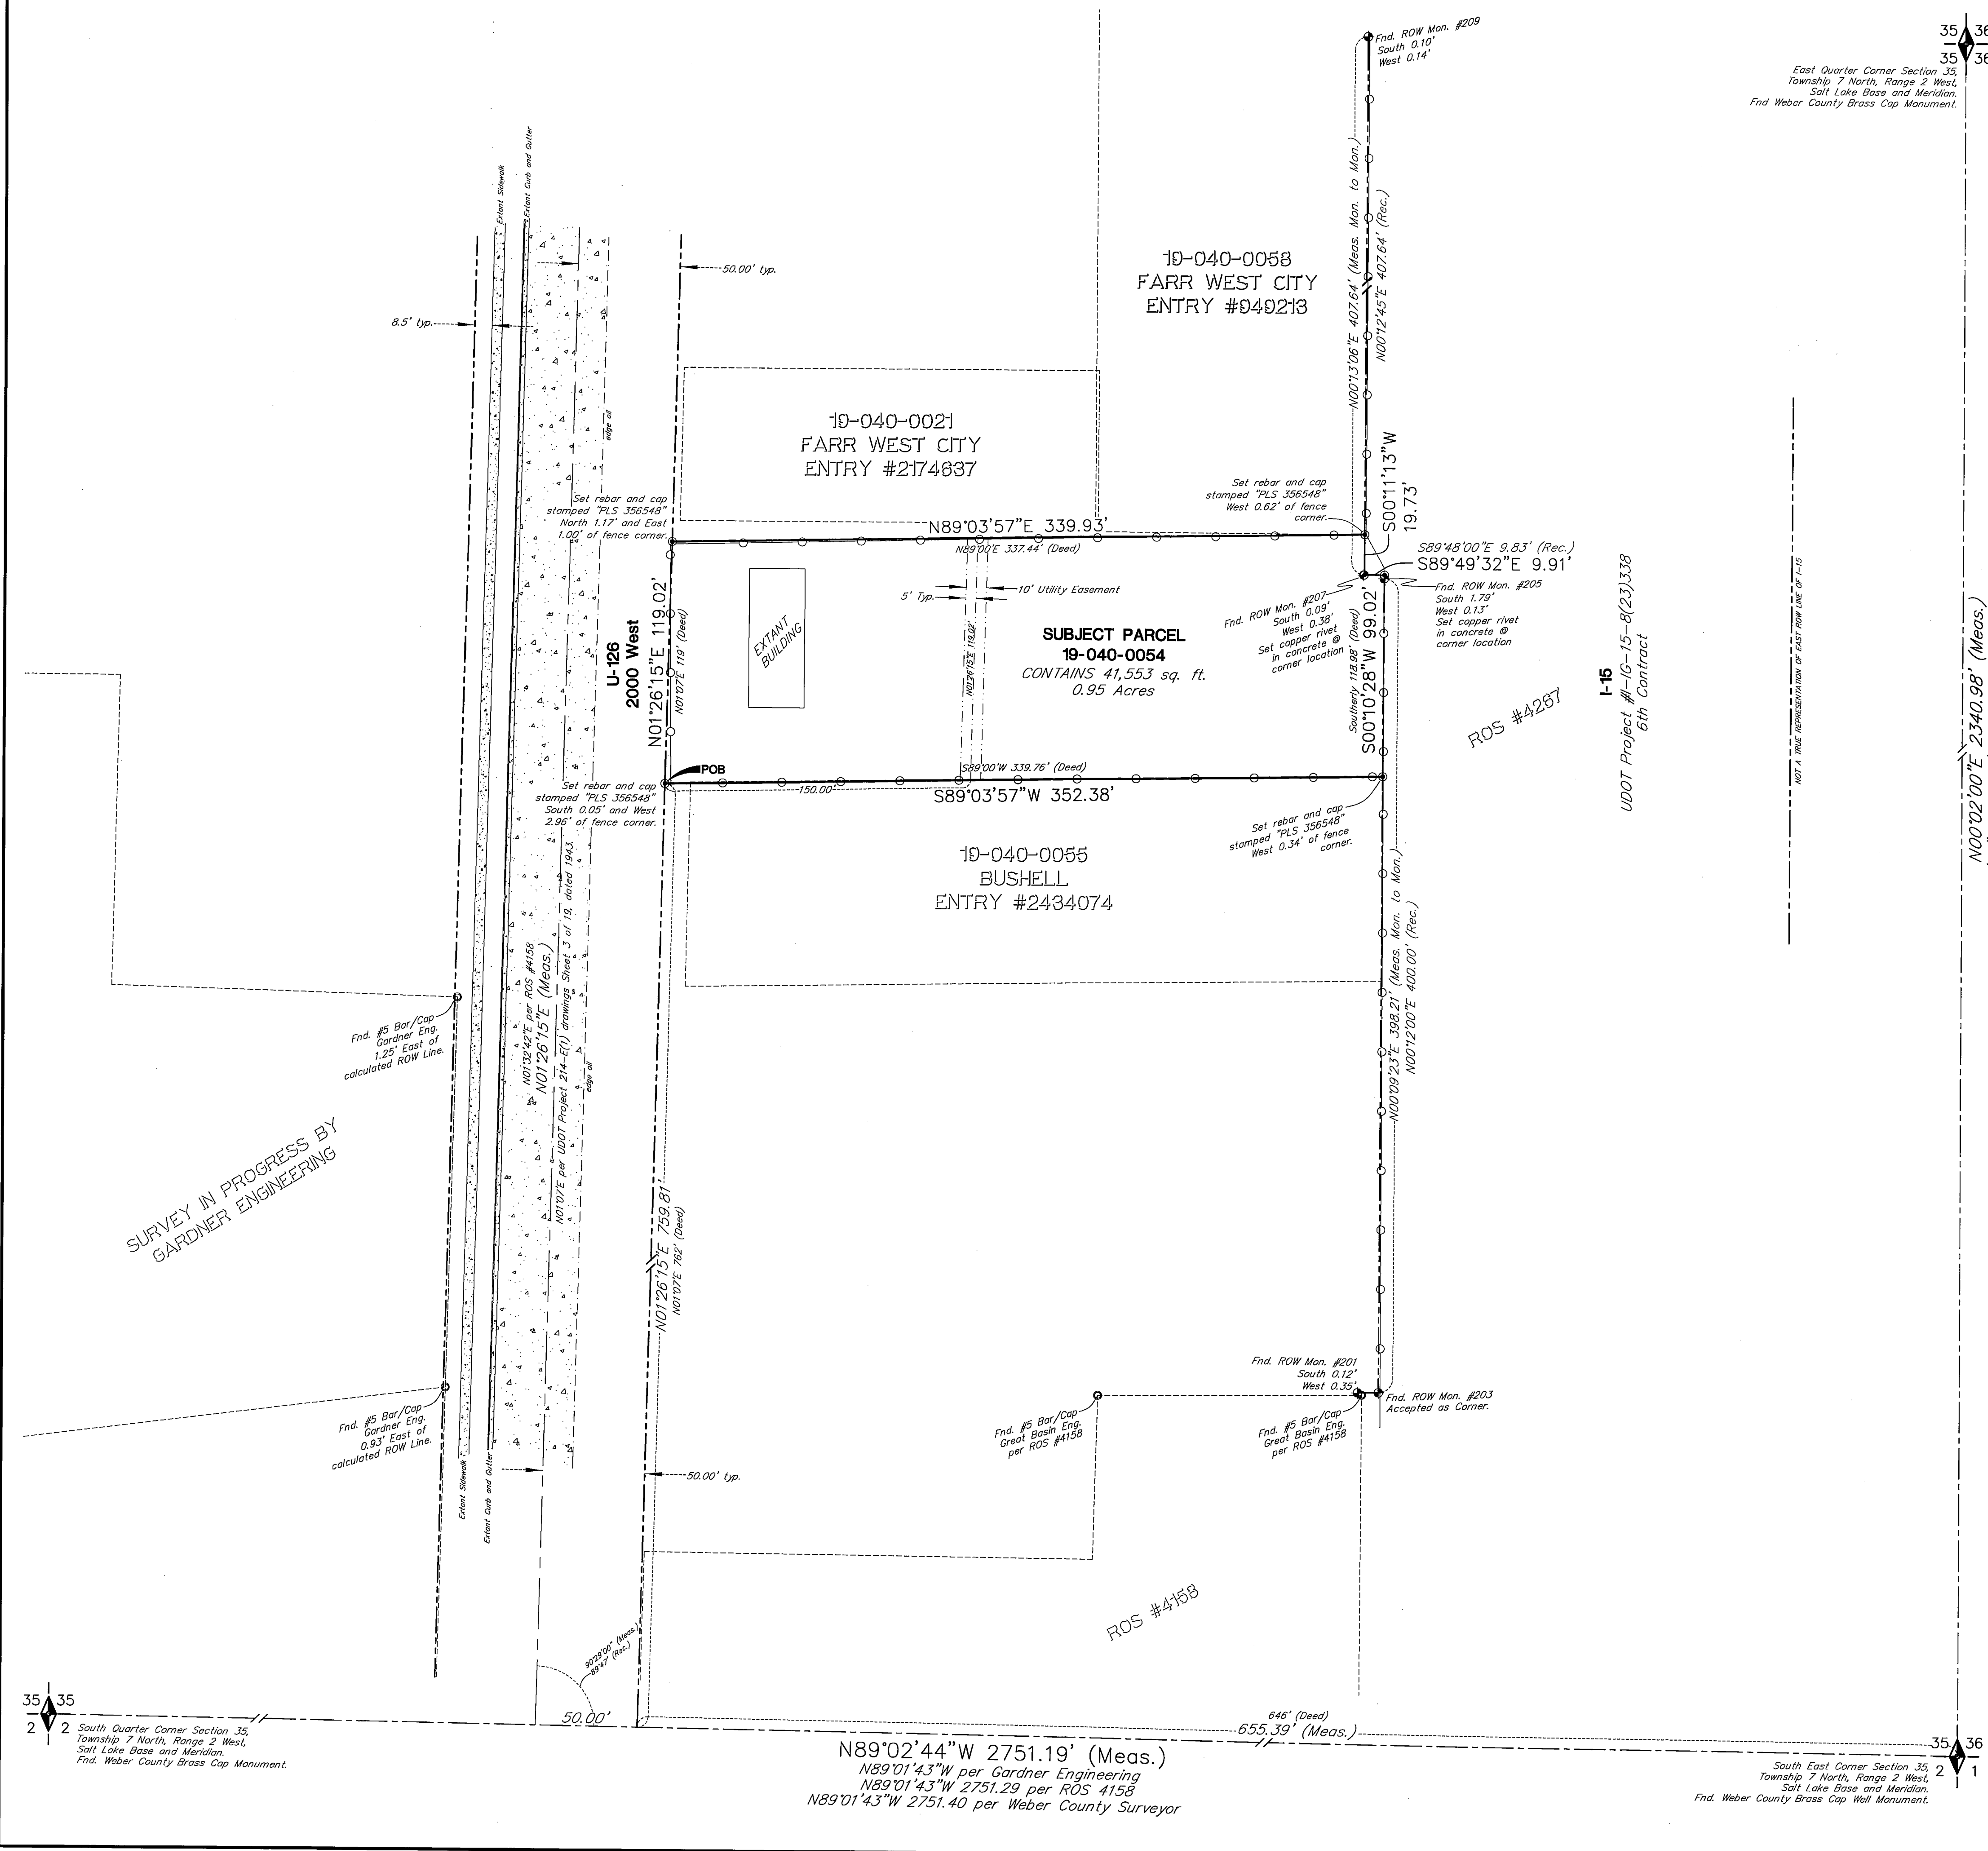 Fnd. ROW Mon. #209
South 0.10'
West 0.14'
35
36
35
36
East Quarter Corner Section 35,
Township 7 North, Range 2 West,
Salt Lake Base and Meridian.
Fnd Weber County Brass Cap Monument.
Extant Sidewalk
Extant Curb and Gutter
50.00' typ.
8.5' typ.
edge oil
19-040-0058
FARR WEST CITY
ENTRY #949213
N00°13'06"E 407.64' (Meas. Mon. to Mon.)
N00°12'45"E 407.64' (Rec.)
19-040-0021
FARR WEST CITY
ENTRY #2174637
Set rebar and cap
stamped "PLS 356548"
North 1.17' and East
1.00' of fence corner.
Set rebar and cap
stamped "PLS 356548"
West 0.62' of fence
corner.
S00°11'13"W
19.73'
N89°03'57"E 339.93'
N89°00'E 337.44' (Deed)
S89°48'00"E 9.83' (Rec.)
S89°49'32"E 9.91'
Fnd. ROW Mon. #207
South 0.09'
West 0.38'
Set copper rivet
in concrete @
corner location
Fnd. ROW Mon. #205
South 1.79'
West 0.13'
Set copper rivet
in concrete @
corner location
5' Typ.
10' Utility Easement
N01°26'15"E 119.02'
EXTANT
BUILDING
SUBJECT PARCEL
19-040-0054
CONTAINS 41,553 sq. ft.
0.95 Acres
U-126
2000 West
N01°26'15"E 119.02'
N01°07'E 119' (Deed)
Southerly 118.98' (Deed)
S00°10'28"W 99.02'
ROS #4267
I-15
UDOT Project #I-IG-15-8(23)338
6th Contract
NOT A TRUE REPRESENTATION OF EAST ROW LINE OF I-15
N00°02'00"E 2340.98' (Meas.)
POB
S89°00'W 339.76' (Deed)
150.00'
S89°03'57"W 352.38'
Set rebar and cap
stamped "PLS 356548"
South 0.05' and West
2.96' of fence corner.
Set rebar and cap
stamped "PLS 356548"
West 0.34' of fence
corner.
19-040-0055
BUSHELL
ENTRY #2434074
N01°32'42"E per ROS #4158
N01°26'15"E (Meas.)
N01°07'E per UDOT Project 214-E(1) drawings Sheet 3 of 19, dated 1943.
edge oil
N00°09'23"E 398.21' (Meas. Mon. to Mon.)
N00°12'00"E 400.00' (Rec.)
Fnd. #5 Bar/Cap
Gardner Eng.
1.25' East of
calculated ROW Line.
SURVEY IN PROGRESS BY
GARDNER ENGINEERING
N01°26'15"E 759.81'
N01°07'E 762' (Deed)
Fnd. #5 Bar/Cap
Gardner Eng.
0.93' East of
calculated ROW Line.
Extant Sidewalk
Extant Curb and Gutter
50.00' typ.
Fnd. ROW Mon. #201
South 0.12'
West 0.35'
Fnd. ROW Mon. #203
Accepted as Corner.
Fnd. #5 Bar/Cap
Great Basin Eng.
per ROS #4158
Fnd. #5 Bar/Cap
Great Basin Eng.
per ROS #4158
ROS #4158
90°29'00" (Meas.)
89°47' (Rec.)
50.00'
646' (Deed)
655.39' (Meas.)
35
35
2
2
South Quarter Corner Section 35,
Township 7 North, Range 2 West,
Salt Lake Base and Meridian.
Fnd. Weber County Brass Cap Monument.
N89°02'44"W 2751.19' (Meas.)
N89°01'43"W per Gardner Engineering
N89°01'43"W 2751.29 per ROS 4158
N89°01'43"W 2751.40 per Weber County Surveyor
35
36
2
1
South East Corner Section 35,
Township 7 North, Range 2 West,
Salt Lake Base and Meridian.
Fnd. Weber County Brass Cap Well Monument.